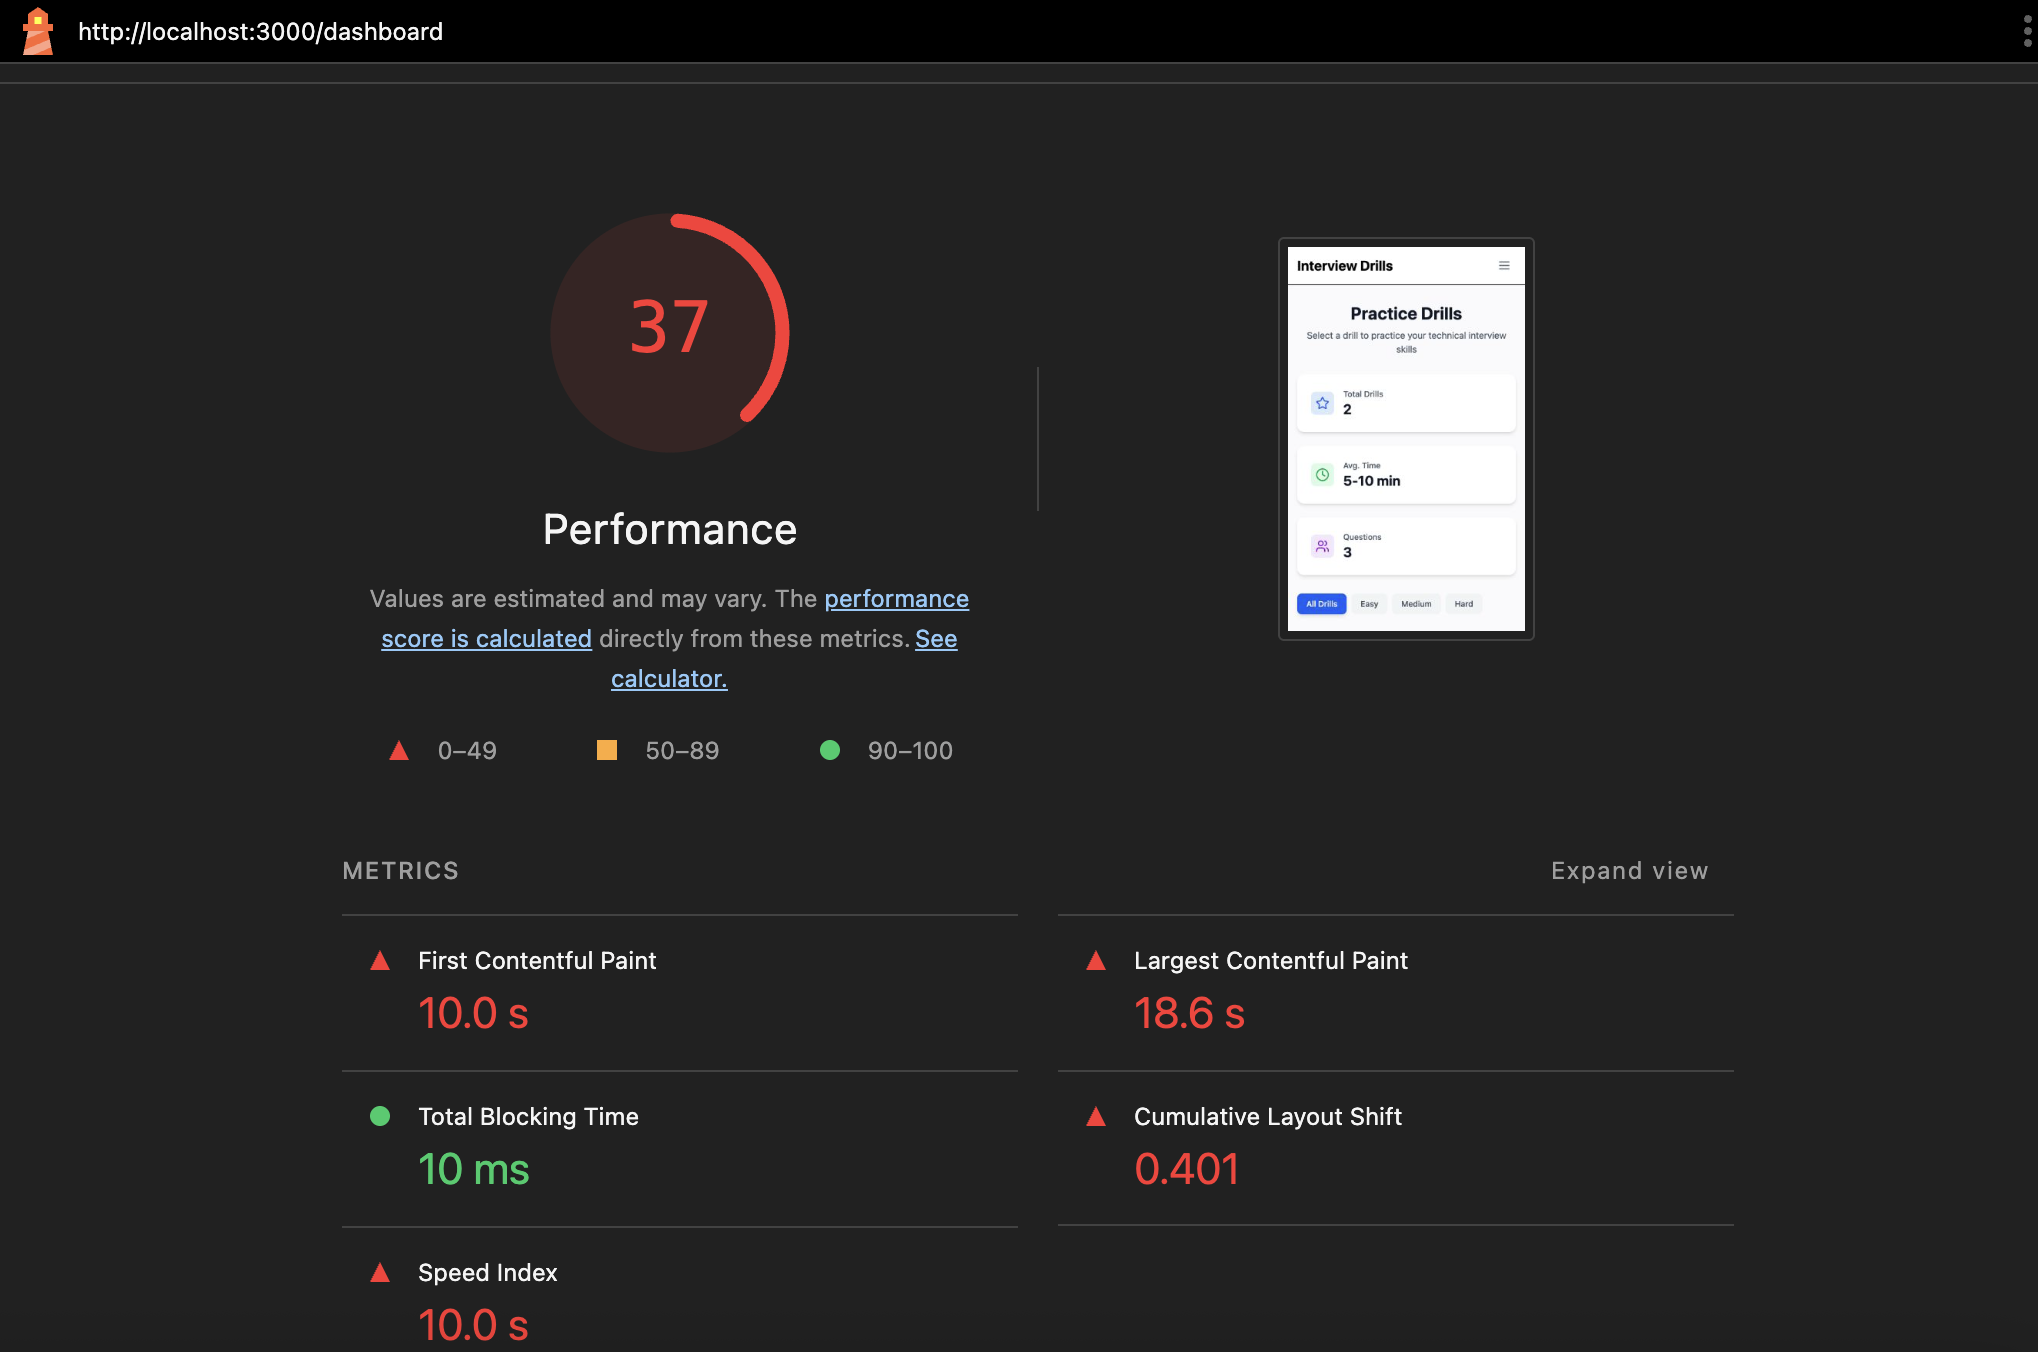 http://localhost:3000/dashboard
37
Performance
Values are estimated and may vary. The performance
score is calculated directly from these metrics. See
calculator.
0–49
50–89
90–100
Interview Drills
Practice Drills
Select a drill to practice your technical interview
skills
Total Drills
2
Avg. Time
5-10 min
Questions
3
All Drills Easy Medium Hard
METRICS
Expand view
First Contentful Paint
10.0 s
Largest Contentful Paint
18.6 s
Total Blocking Time
10 ms
Cumulative Layout Shift
0.401
Speed Index
10.0 s